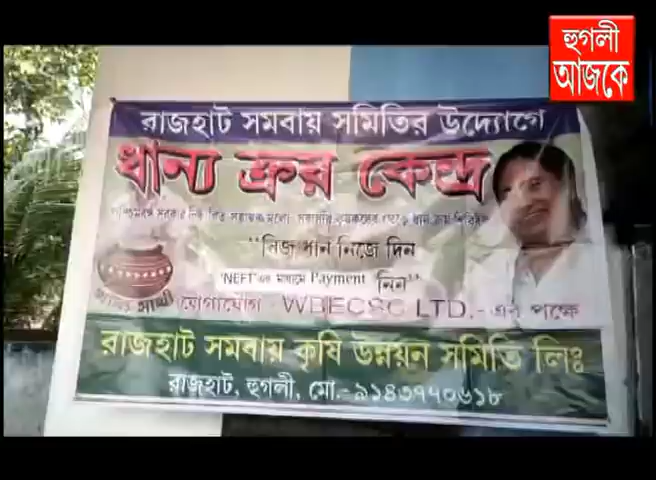 হুগলী
আজকে
রাজহাট সমবায় সমিতির উদ্যোগে
ধান্য ক্রয় কেন্দ্র
"নিজ ধান নিজে দিন
'NEFT'এর মাধ্যমে Payment নিন"
যোগাযোগ - WBECSC LTD.-এর পক্ষে
রাজহাট সমবায় কৃষি উন্নয়ন সমিতি লিঃ
রাজহাট, হুগলী, মো.-৯১৪৩৭৭০৬১৮